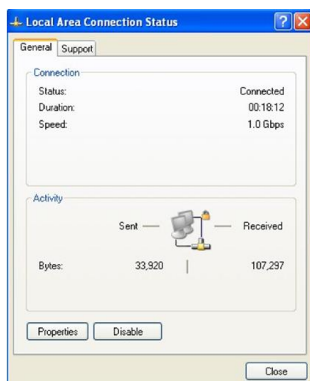 Local Area Connection Status
General Support
Connection
Status: Connected
Duration: 00:18:12
Speed: 1.0 Gbps
Activity
Sent Received
Bytes: 33,920 107,297
Properties Disable
Close